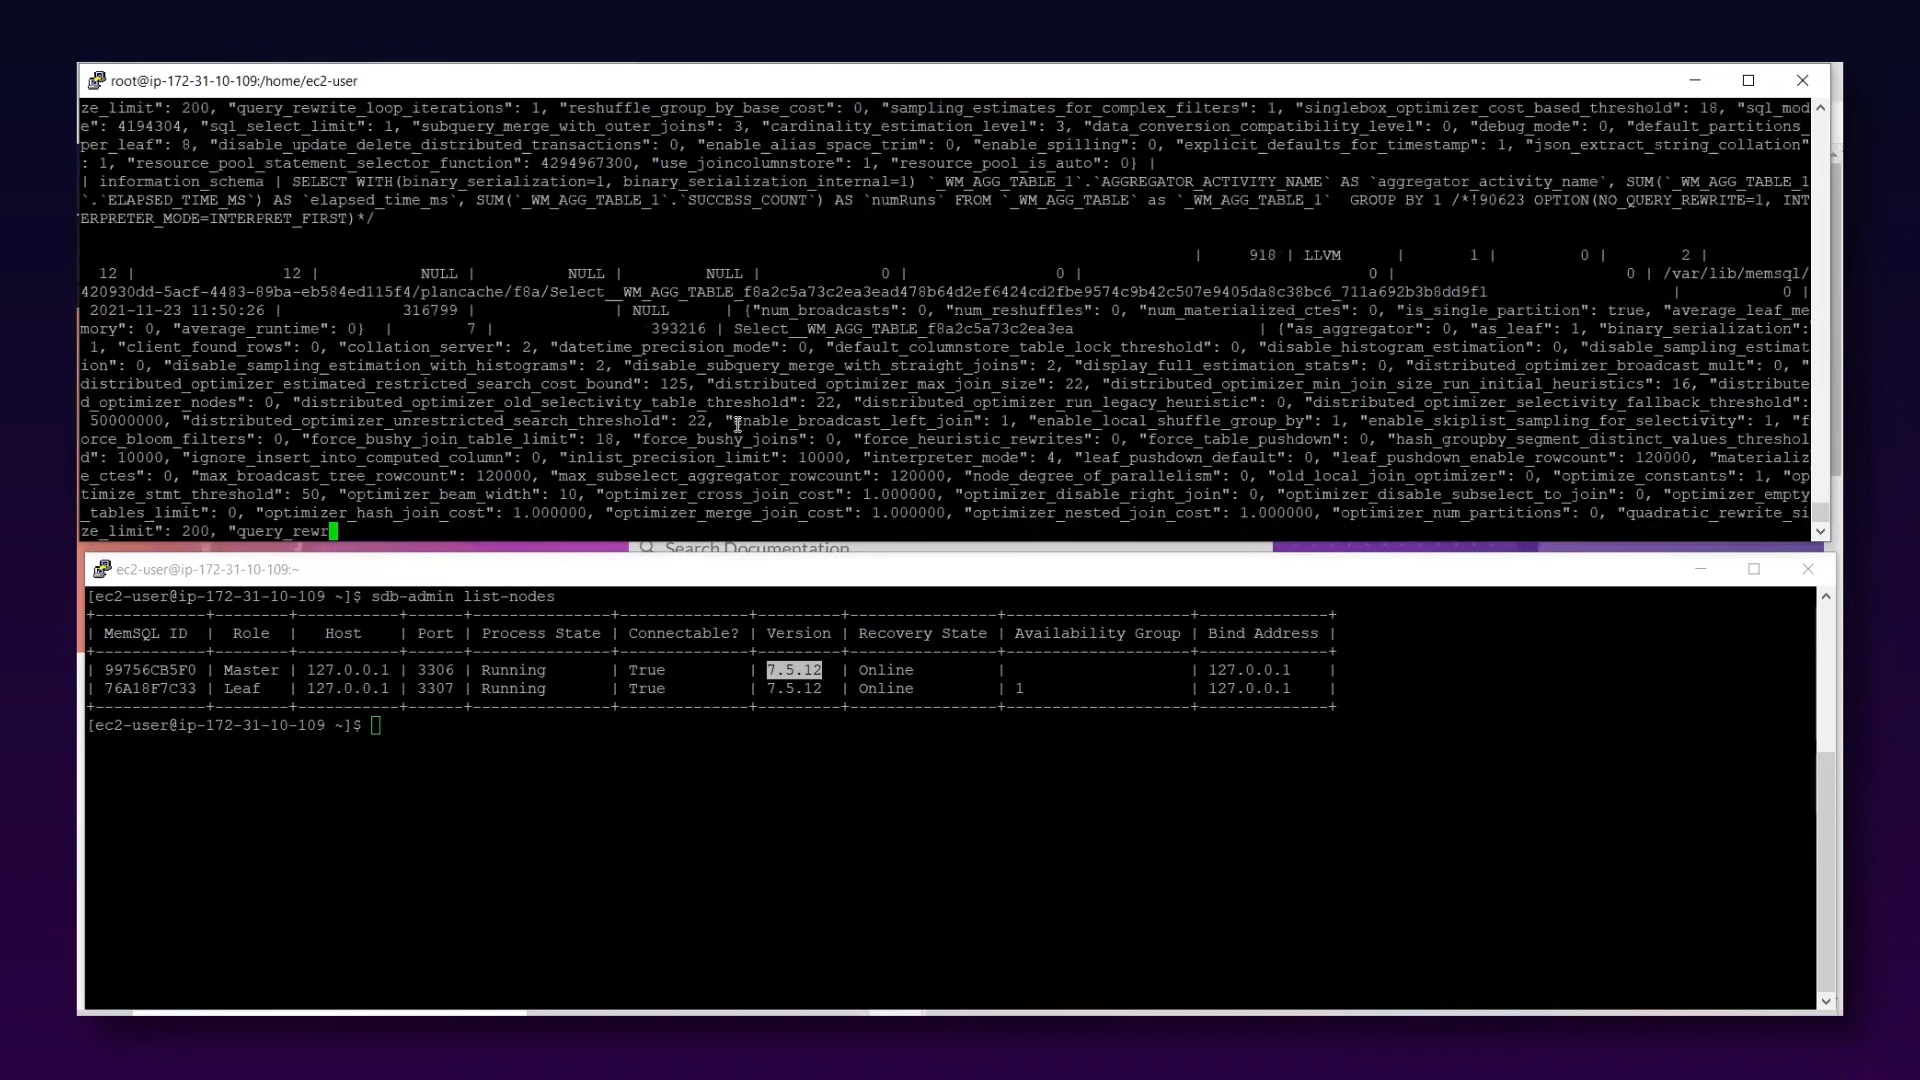 root@ip-172-31-10-109:/home/ec2-user
ze_limit": 200, "query_rewrite_loop_iterations": 1, "reshuffle_group_by_base_cost": 0, "sampling_estimates_for_complex_filters": 1, "singlebox_optimizer_cost_based_threshold": 18, "sql_mod
e": 4194304, "sql_select_limit": 1, "subquery_merge_with_outer_joins": 3, "cardinality_estimation_level": 3, "data_conversion_compatibility_level": 0, "debug_mode": 0, "default_partitions_
per_leaf": 8, "disable_update_delete_distributed_transactions": 0, "enable_alias_space_trim": 0, "enable_spilling": 0, "explicit_defaults_for_timestamp": 1, "json_extract_string_collation"
: 1, "resource_pool_statement_selector_function": 4294967300, "use_joincolumnstore": 1, "resource_pool_is_auto": 0} |
| information_schema | SELECT WITH(binary_serialization=1, binary_serialization_internal=1) `_WM_AGG_TABLE_1`.`AGGREGATOR_ACTIVITY_NAME` AS `aggregator_activity_name`, SUM(`_WM_AGG_TABLE_1
`.`ELAPSED_TIME_MS`) AS `elapsed_time_ms`, SUM(`_WM_AGG_TABLE_1`.`SUCCESS_COUNT`) AS `numRuns` FROM `_WM_AGG_TABLE` as `_WM_AGG_TABLE_1`  GROUP BY 1 /*!90623 OPTION(NO_QUERY_REWRITE=1, INT
ERPRETER_MODE=INTERPRET_FIRST)*/
| 918 | LLVM | 1 | 0 | 2 |
12 | 12 | NULL | NULL | NULL | 0 | 0 | 0 | 0 | /var/lib/memsql/
420930dd-5acf-4483-89ba-eb584ed115f4/plancache/f8a/Select__WM_AGG_TABLE_f8a2c5a73c2ea3ead478b64d2ef6424cd2fbe9574c9b42c507e9405da8c38bc6_711a692b3b8dd9f1 | 0 |
2021-11-23 11:50:26 | 316799 | | NULL | {"num_broadcasts": 0, "num_reshuffles": 0, "num_materialized_ctes": 0, "is_single_partition": true, "average_leaf_me
mory": 0, "average_runtime": 0} | 7 | 393216 | Select__WM_AGG_TABLE_f8a2c5a73c2ea3ea | {"as_aggregator": 0, "as_leaf": 1, "binary_serialization":
1, "client_found_rows": 0, "collation_server": 2, "datetime_precision_mode": 0, "default_columnstore_table_lock_threshold": 0, "disable_histogram_estimation": 0, "disable_sampling_estimat
ion": 0, "disable_sampling_estimation_with_histograms": 2, "disable_subquery_merge_with_straight_joins": 2, "display_full_estimation_stats": 0, "distributed_optimizer_broadcast_mult": 0, "
distributed_optimizer_estimated_restricted_search_cost_bound": 125, "distributed_optimizer_max_join_size": 22, "distributed_optimizer_min_join_size_run_initial_heuristics": 16, "distribute
d_optimizer_nodes": 0, "distributed_optimizer_old_selectivity_table_threshold": 22, "distributed_optimizer_run_legacy_heuristic": 0, "distributed_optimizer_selectivity_fallback_threshold":
50000000, "distributed_optimizer_unrestricted_search_threshold": 22, "enable_broadcast_left_join": 1, "enable_local_shuffle_group_by": 1, "enable_skiplist_sampling_for_selectivity": 1, "f
orce_bloom_filters": 0, "force_bushy_join_table_limit": 18, "force_bushy_joins": 0, "force_heuristic_rewrites": 0, "force_table_pushdown": 0, "hash_groupby_segment_distinct_values_threshol
d": 10000, "ignore_insert_into_computed_column": 0, "inlist_precision_limit": 10000, "interpreter_mode": 4, "leaf_pushdown_default": 0, "leaf_pushdown_enable_rowcount": 120000, "materializ
e_ctes": 0, "max_broadcast_tree_rowcount": 120000, "max_subselect_aggregator_rowcount": 120000, "node_degree_of_parallelism": 0, "old_local_join_optimizer": 0, "optimize_constants": 1, "op
timize_stmt_threshold": 50, "optimizer_beam_width": 10, "optimizer_cross_join_cost": 1.000000, "optimizer_disable_right_join": 0, "optimizer_disable_subselect_to_join": 0, "optimizer_empty
_tables_limit": 0, "optimizer_hash_join_cost": 1.000000, "optimizer_merge_join_cost": 1.000000, "optimizer_nested_join_cost": 1.000000, "optimizer_num_partitions": 0, "quadratic_rewrite_si
ze_limit": 200, "query_rewr
Search Documentation
ec2-user@ip-172-31-10-109:~
[ec2-user@ip-172-31-10-109 ~]$ sdb-admin list-nodes
+------------+--------+-----------+------+---------------+--------------+---------+----------------+--------------------+--------------+
| MemSQL ID | Role | Host | Port | Process State | Connectable? | Version | Recovery State | Availability Group | Bind Address |
+------------+--------+-----------+------+---------------+--------------+---------+----------------+--------------------+--------------+
| 99756CB5F0 | Master | 127.0.0.1 | 3306 | Running | True | 7.5.12 | Online | | 127.0.0.1 |
| 76A18F7C33 | Leaf | 127.0.0.1 | 3307 | Running | True | 7.5.12 | Online | 1 | 127.0.0.1 |
+------------+--------+-----------+------+---------------+--------------+---------+----------------+--------------------+--------------+
[ec2-user@ip-172-31-10-109 ~]$